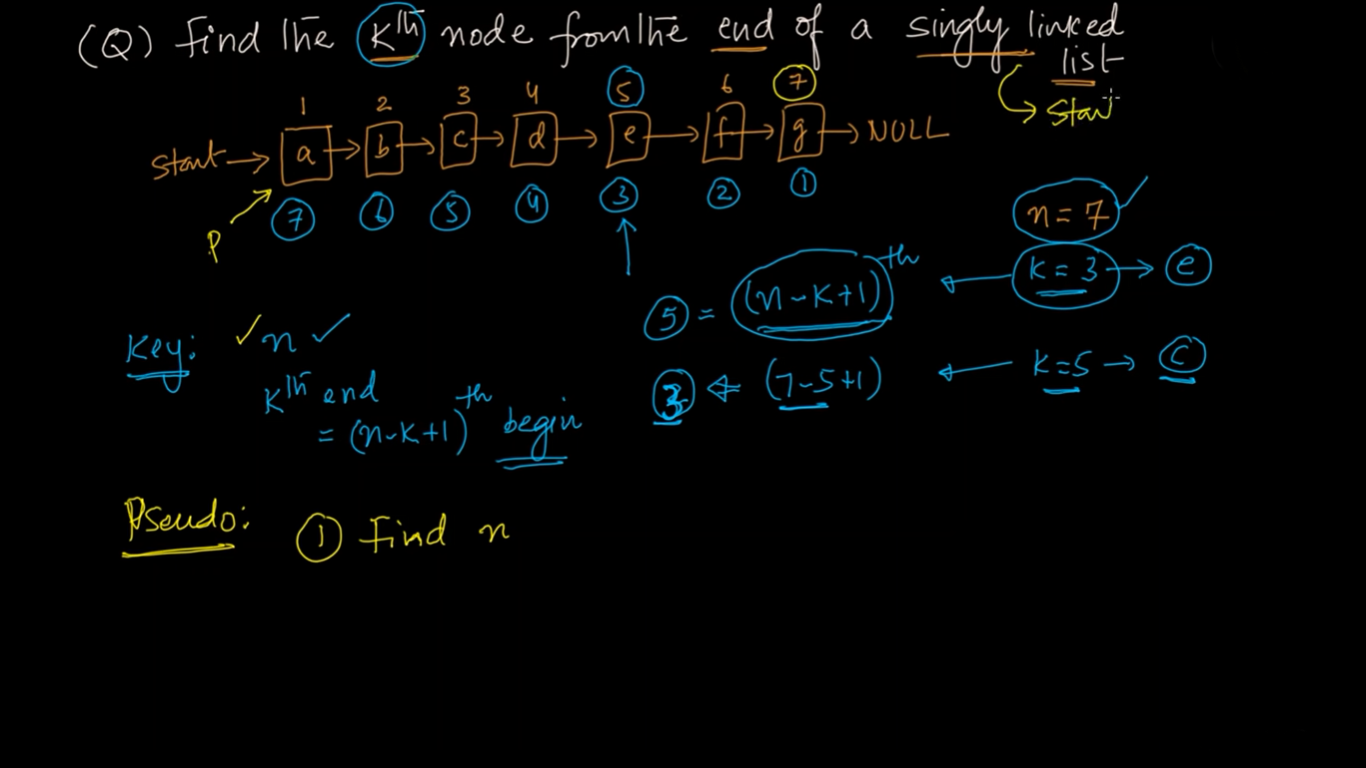 (Q) Find the Kth node from the end of a singly linked
list
start
1 2 3 4 5 6 7
start → a → b → c → d → e → f → g → NULL
P
7 6 5 4 3 2 1
n = 7 ✓
5 = (n-K+1)th ← K = 3 → e
Key: ✓ n ✓
3 ⇐ (7-5+1) ← K=5 → c
Kth end
= (n-K+1)th begin
Pseudo: 1 Find n